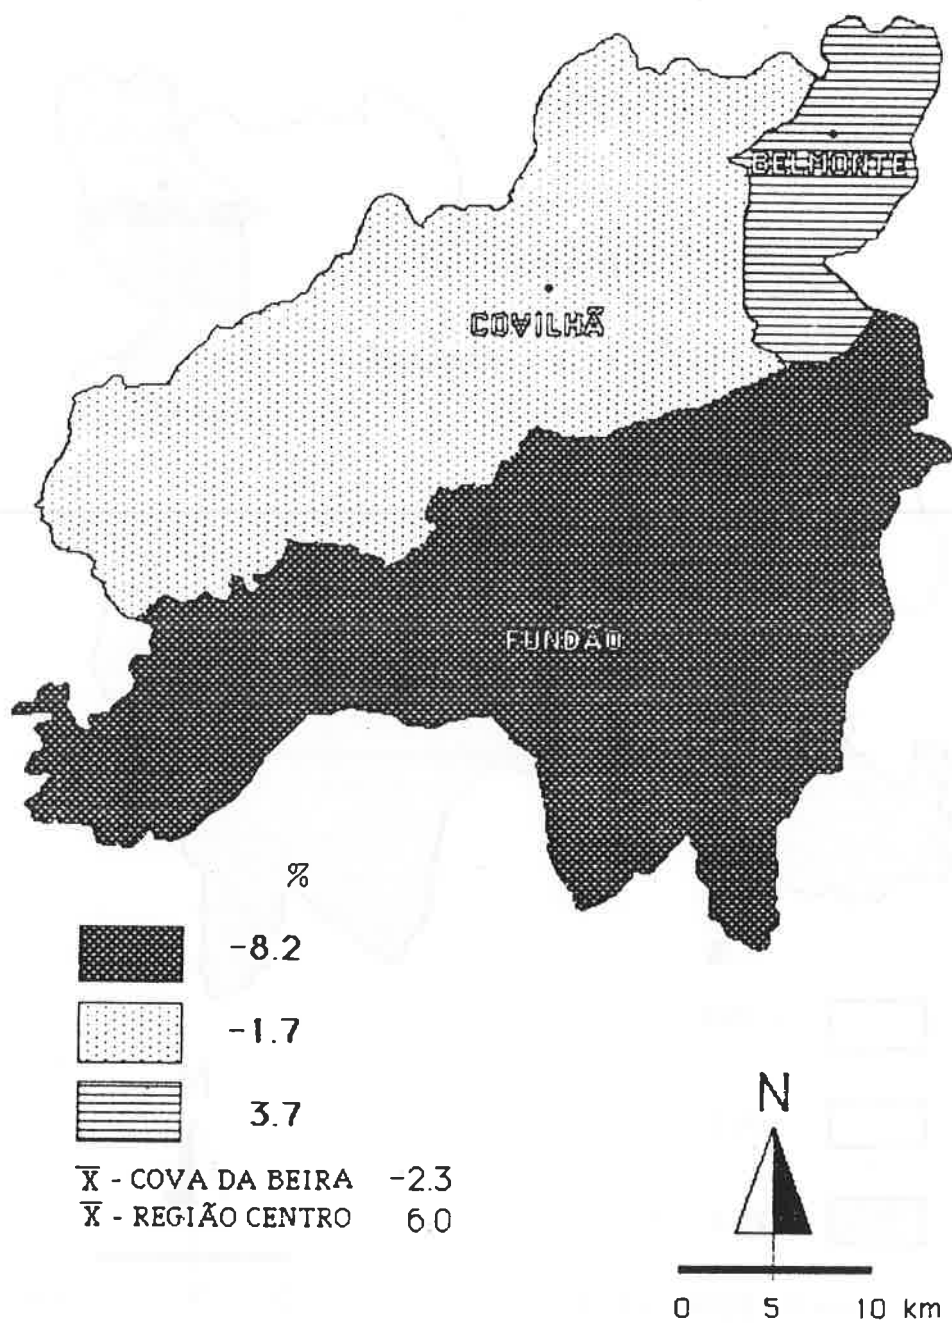 BELMONTE
COVILHÃ
FUNDÃO
%
-8.2
-1.7
3.7
X̅ - COVA DA BEIRA -2.3
X̅ - REGIÃO CENTRO 6.0
N
0 5 10 km